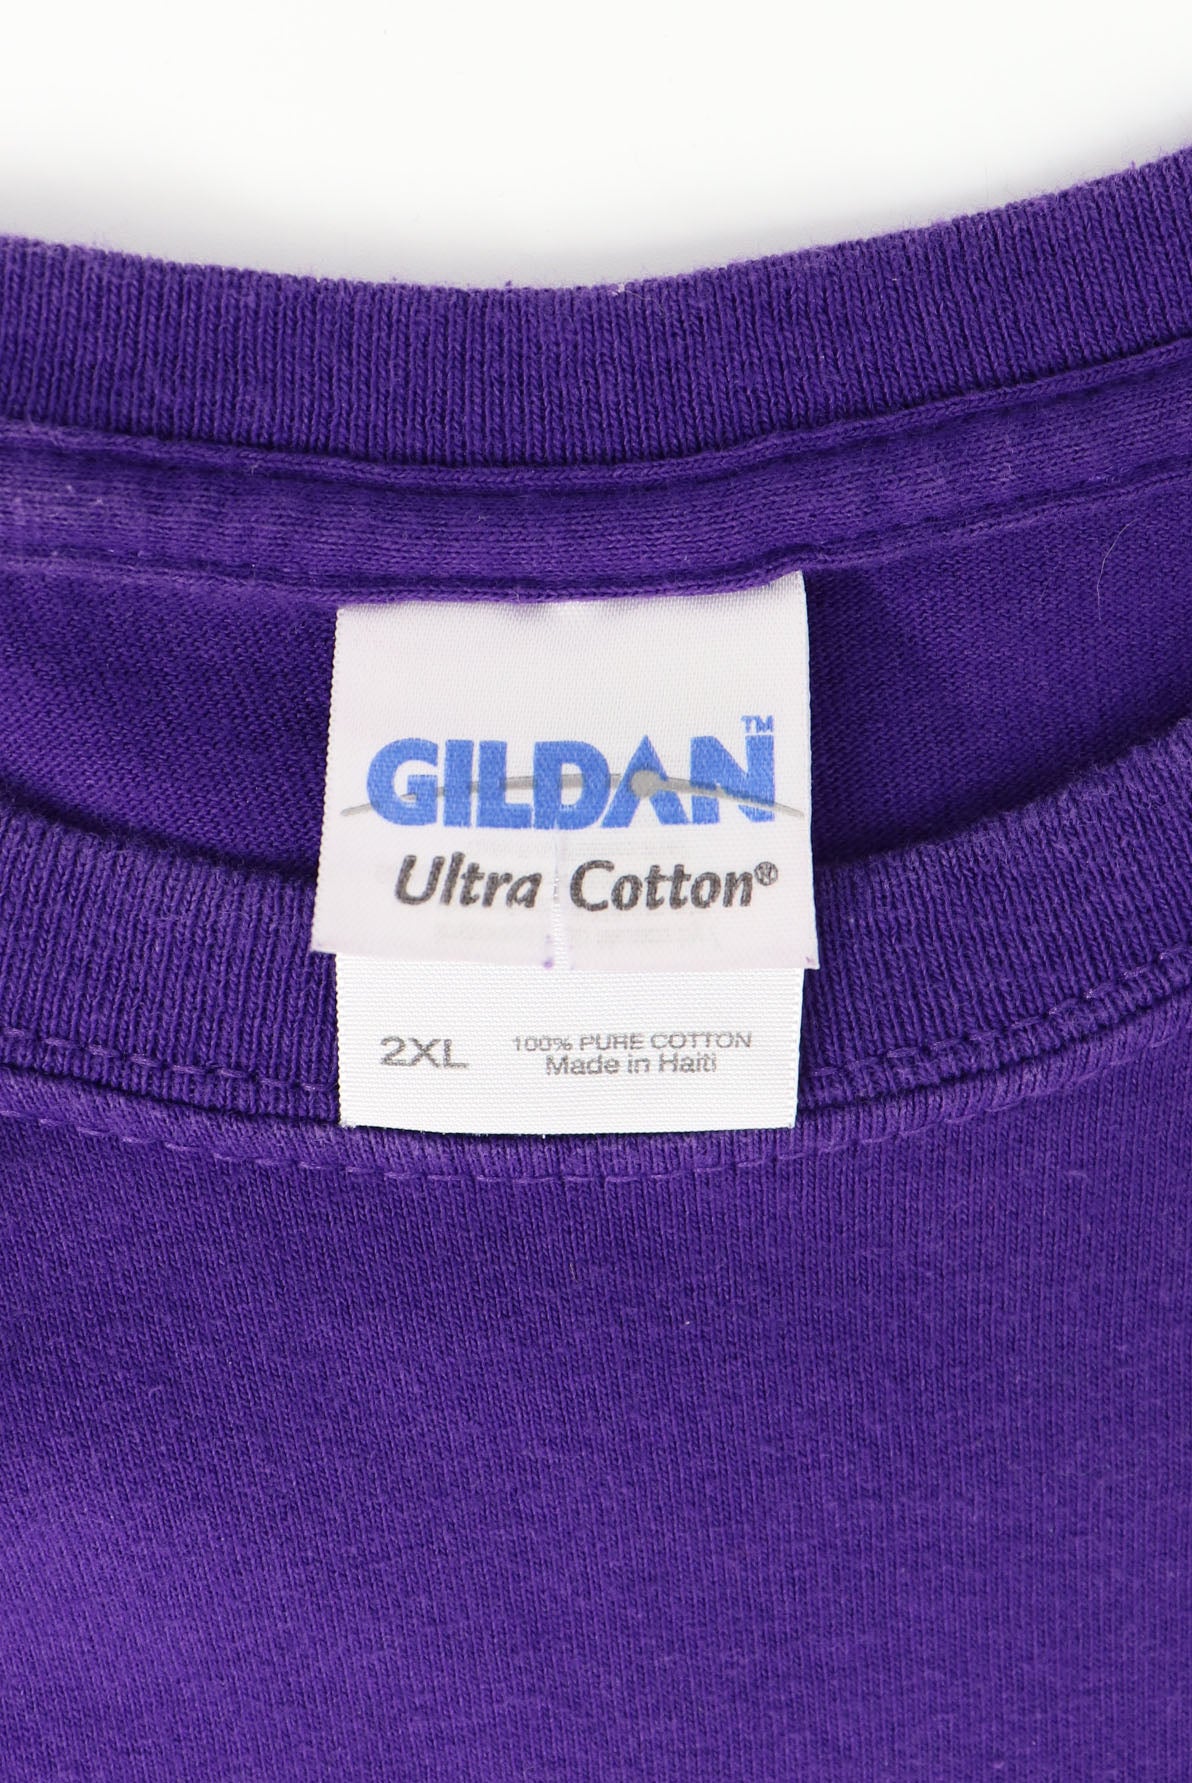 GILDAN™
Ultra Cotton®
2XL 100% PURE COTTON
Made in Haiti